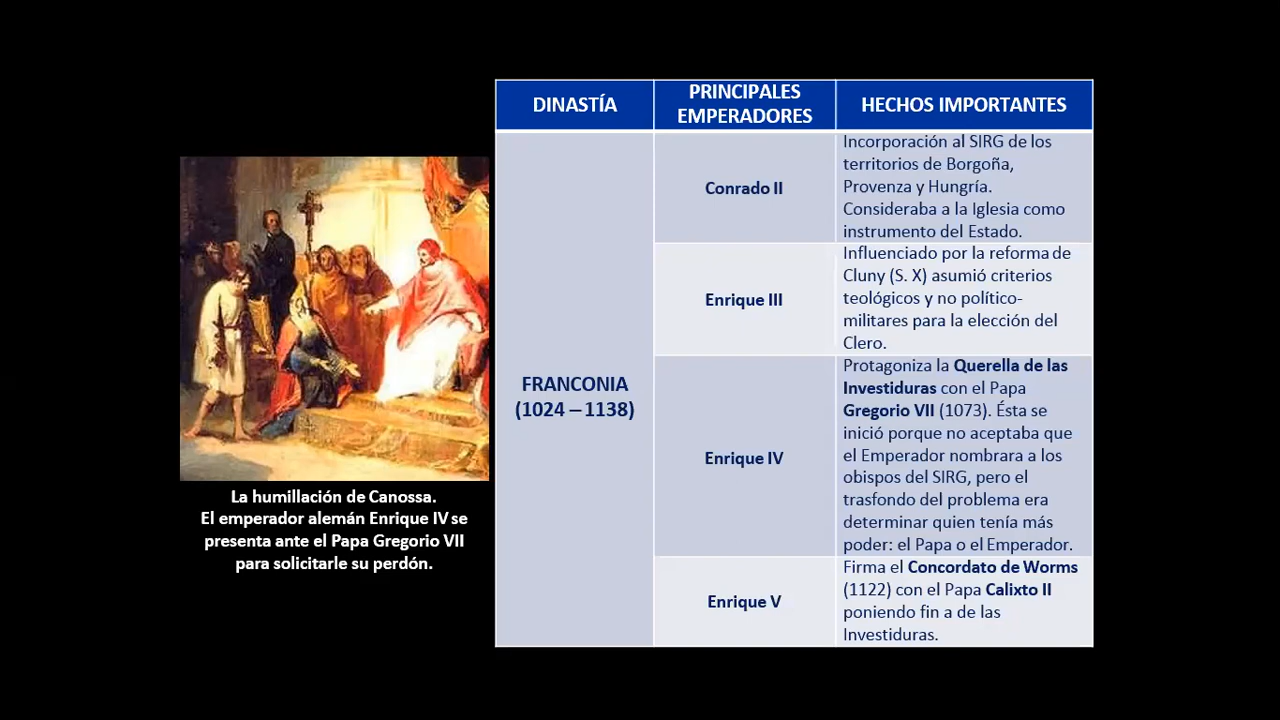 DINASTÍA
PRINCIPALES
EMPERADORES
HECHOS IMPORTANTES
FRANCONIA
(1024 – 1138)
Conrado II
Incorporación al SIRG de los
territorios de Borgoña,
Provenza y Hungría.
Consideraba a la Iglesia como
instrumento del Estado.
Enrique III
Influenciado por la reforma de
Cluny (S. X) asumió criterios
teológicos y no político-
militares para la elección del
Clero.
Enrique IV
Protagoniza la Querella de las
Investiduras con el Papa
Gregorio VII (1073). Ésta se
inició porque no aceptaba que
el Emperador nombrara a los
obispos del SIRG, pero el
trasfondo del problema era
determinar quien tenía más
poder: el Papa o el Emperador.
Enrique V
Firma el Concordato de Worms
(1122) con el Papa Calixto II
poniendo fin a de las
Investiduras.
La humillación de Canossa.
El emperador alemán Enrique IV se
presenta ante el Papa Gregorio VII
para solicitarle su perdón.